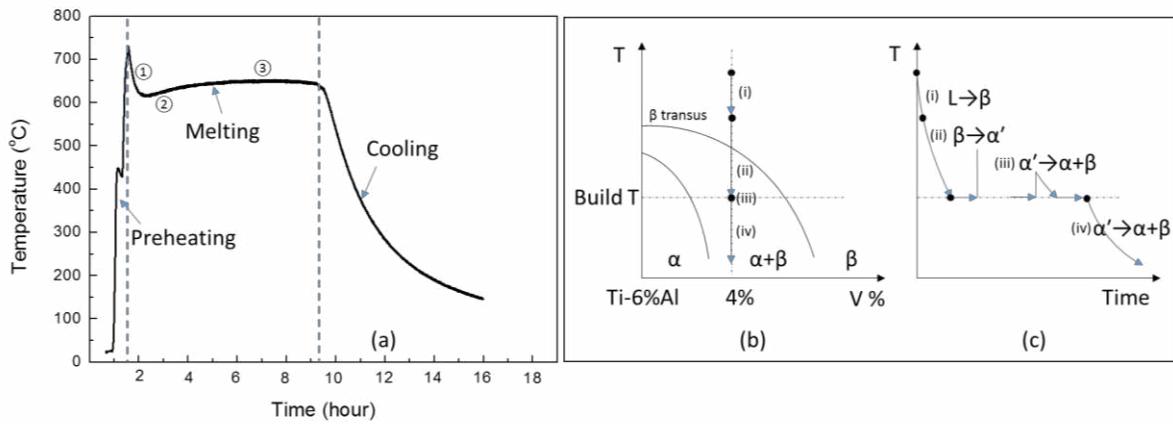 800
700
600
500
400
300
200
100
0
Temperature (°C)
①
②
③
Melting
Cooling
Preheating
(a)
2 4 6 8 10 12 14 16 18
Time (hour)
T
β transus
Build T
(i)
(ii)
(iii)
(iv)
α α+β β
Ti-6%Al 4% V %
(b)
T
(i) L→β
(ii) β→α′
(iii) α′→α+β
(iv) α′→α+β
Time
(c)